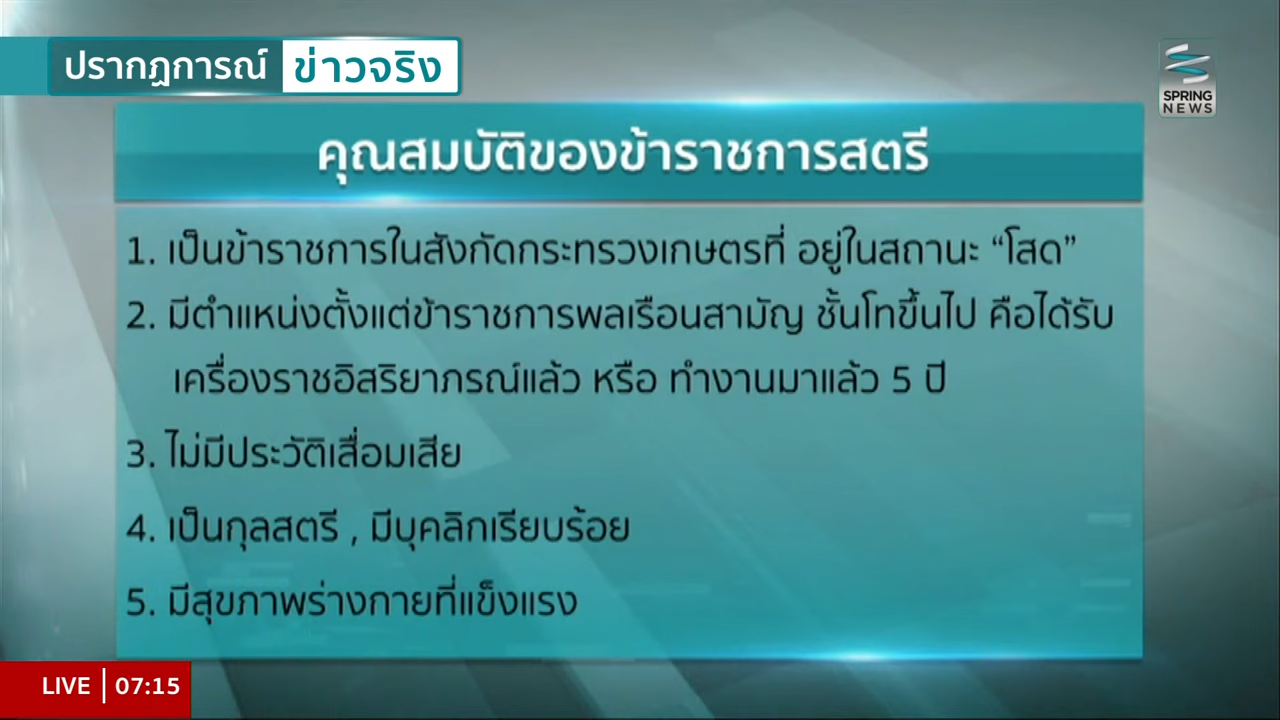 ปรากฏการณ์ ข่าวจริง
SPRING
NEWS
คุณสมบัติของข้าราชการสตรี
1. เป็นข้าราชการในสังกัดกระทรวงเกษตรที่ อยู่ในสถานะ “โสด”
2. มีตำแหน่งตั้งแต่ข้าราชการพลเรือนสามัญ ชั้นโทขึ้นไป คือได้รับ
เครื่องราชอิสริยาภรณ์แล้ว หรือ ทำงานมาแล้ว 5 ปี
3. ไม่มีประวัติเสื่อมเสีย
4. เป็นกุลสตรี , มีบุคลิกเรียบร้อย
5. มีสุขภาพร่างกายที่แข็งแรง
LIVE 07:15